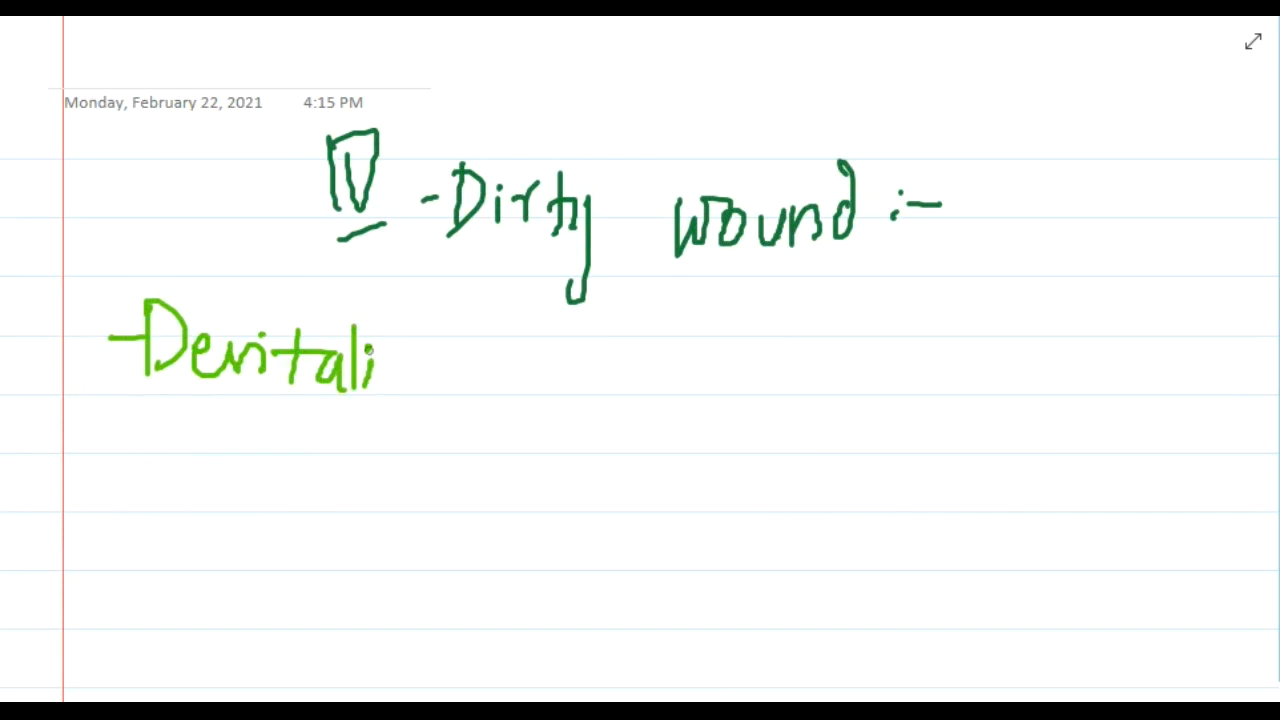 Monday, February 22, 2021 4:15 PM
IV - Dirty wound :-
- Devitali